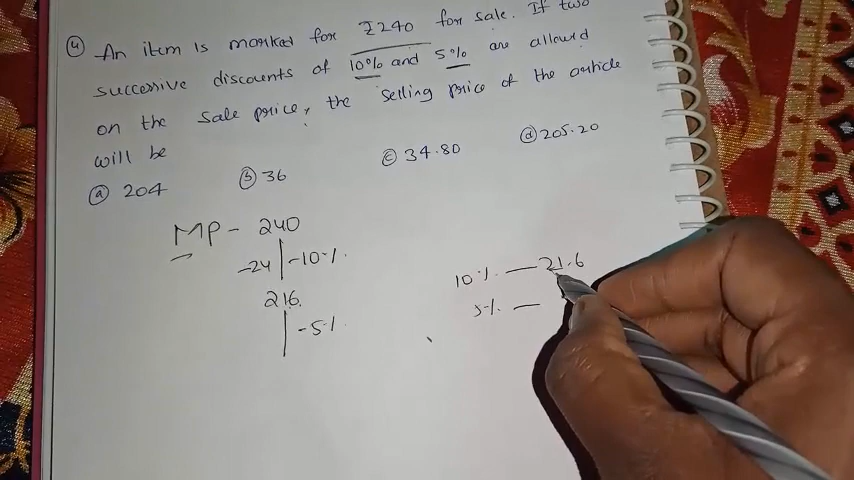 ④ An item is marked for ₹240 for sale. If two
successive discounts of 10% and 5% are allowed
on the sale price, the selling price of the article
will be
ⓐ 204 ⓑ 36 ⓒ 34.80 ⓓ 205.20
MP - 240
-24 -10%
216
-5%
10% — 21.6
5% —